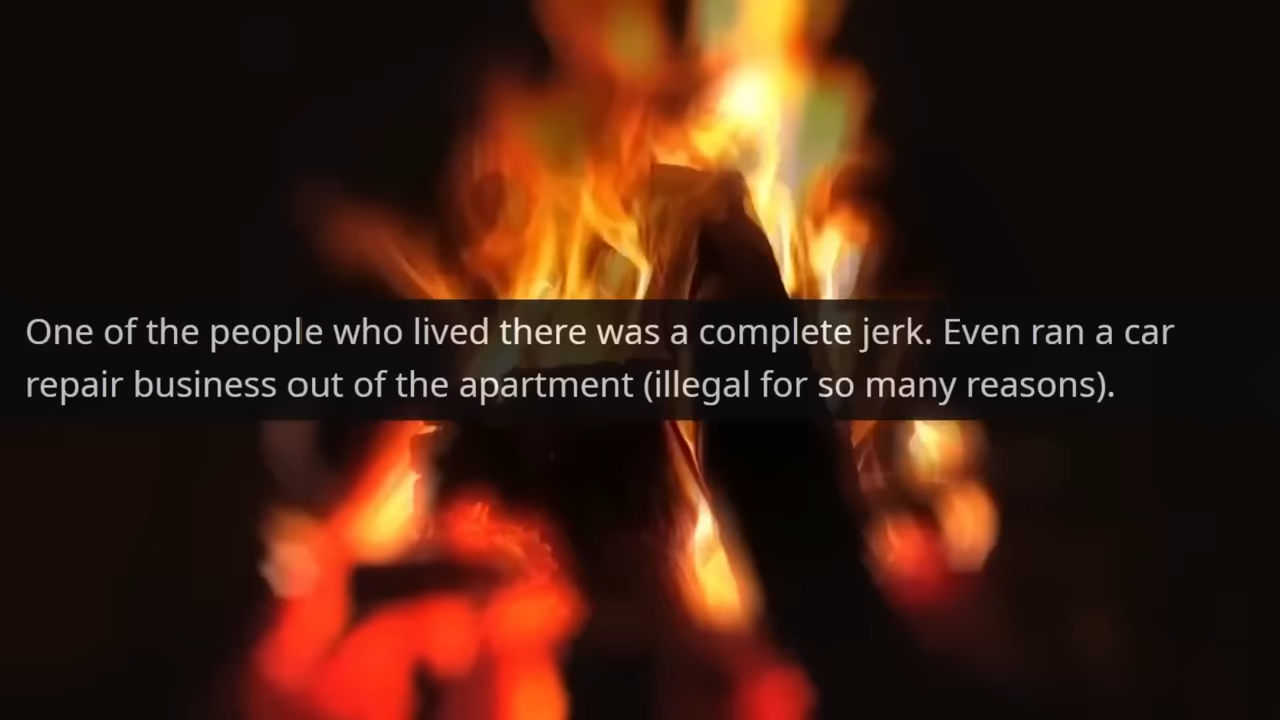 One of the people who lived there was a complete jerk. Even ran a car
repair business out of the apartment (illegal for so many reasons).